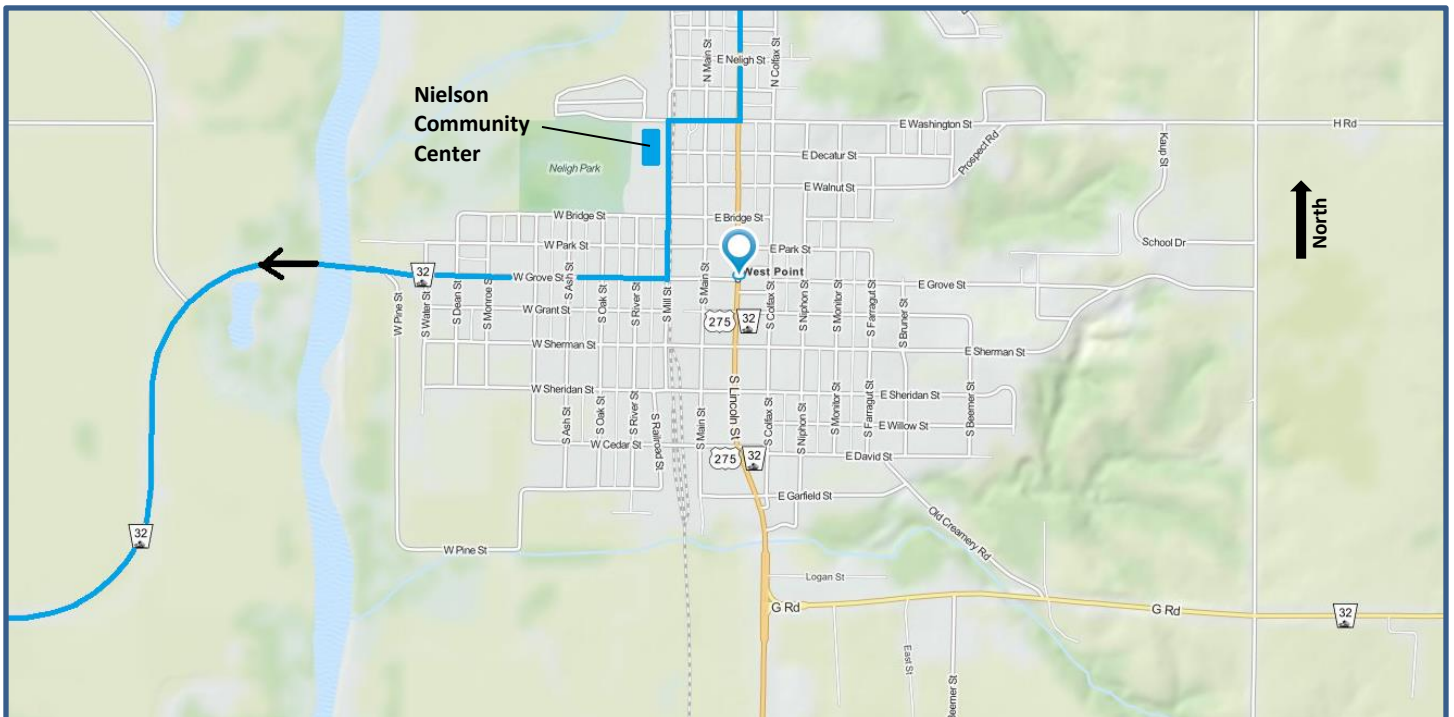 N Main St
E Neligh St
N Colfax St
Nielson
Community
Center
Neligh Park
E Washington St
H Rd
E Decatur St
Prospect Rd
Kaup St
E Walnut St
North
W Bridge St
E Bridge St
W Park St
E Park St
School Dr
West Point
32
W Grove St
E Grove St
S Ash St
S Main St
W Pine St
S Water St
S Dean St
S Monroe St
W Grant St
S Oak St
S River St
S Mill St
275
32
S Colfax St
S Niphon St
S Monitor St
S Farragut St
S Bruner St
W Sherman St
E Sherman St
W Sheridan St
E Sheridan St
S Lincoln St
S Ash St
S Oak St
S River St
S Railroad St
S Main St
S Colfax St
S Niphon St
S Monitor St
S Farragut St
E Willow St
S Beemer St
W Cedar St
275
32
E David St
E Garfield St
Old Creamery Rd
32
W Pine St
Logan St
G Rd
G Rd
32
East St